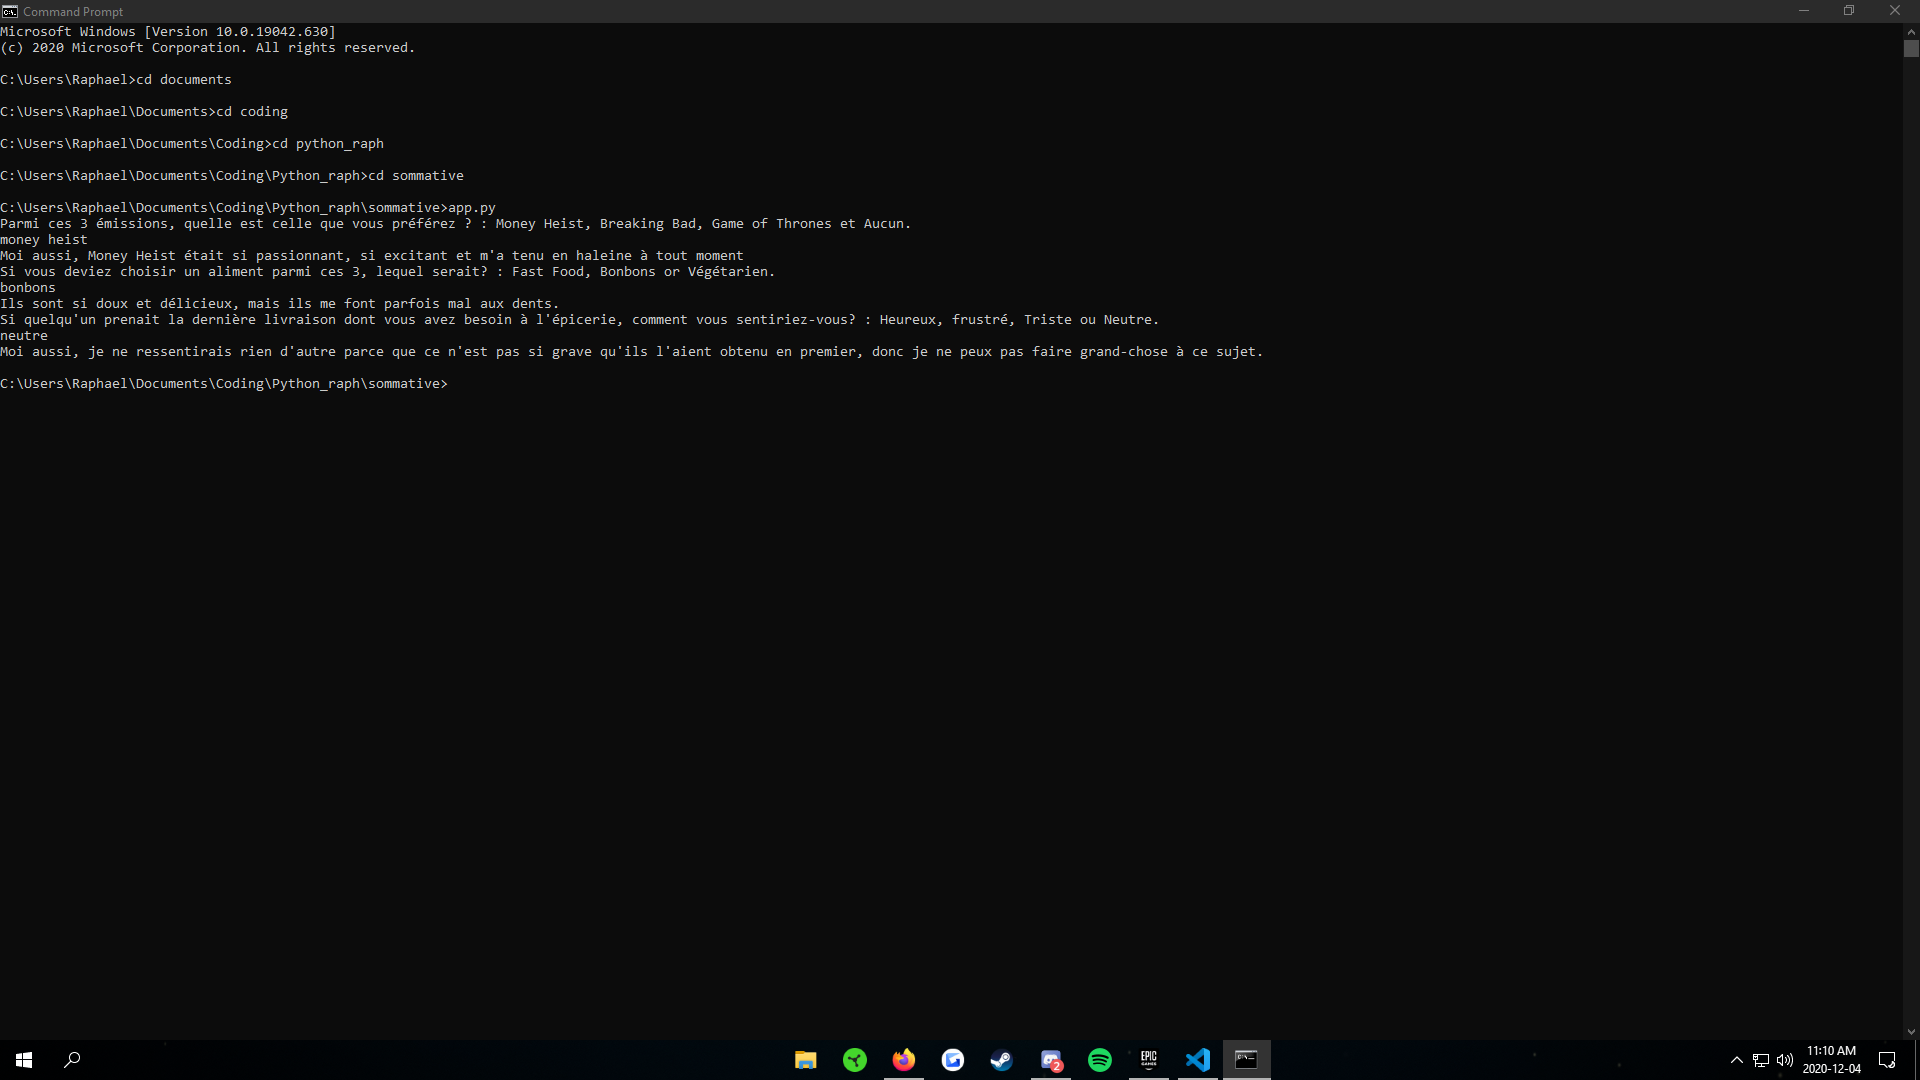 Command Prompt
Microsoft Windows [Version 10.0.19042.630]
(c) 2020 Microsoft Corporation. All rights reserved.
C:\Users\Raphael>cd documents
C:\Users\Raphael\Documents>cd coding
C:\Users\Raphael\Documents\Coding>cd python_raph
C:\Users\Raphael\Documents\Coding\Python_raph>cd sommative
C:\Users\Raphael\Documents\Coding\Python_raph\sommative>app.py
Parmi ces 3 émissions, quelle est celle que vous préférez ? : Money Heist, Breaking Bad, Game of Thrones et Aucun.
money heist
Moi aussi, Money Heist était si passionnant, si excitant et m'a tenu en haleine à tout moment
Si vous deviez choisir un aliment parmi ces 3, lequel serait? : Fast Food, Bonbons or Végétarien.
bonbons
Ils sont si doux et délicieux, mais ils me font parfois mal aux dents.
Si quelqu'un prenait la dernière livraison dont vous avez besoin à l'épicerie, comment vous sentiriez-vous? : Heureux, frustré, Triste ou Neutre.
neutre
Moi aussi, je ne ressentirais rien d'autre parce que ce n'est pas si grave qu'ils l'aient obtenu en premier, donc je ne peux pas faire grand-chose à ce sujet.
C:\Users\Raphael\Documents\Coding\Python_raph\sommative>
2
EPIC
GAMES
11:10 AM
2020-12-04